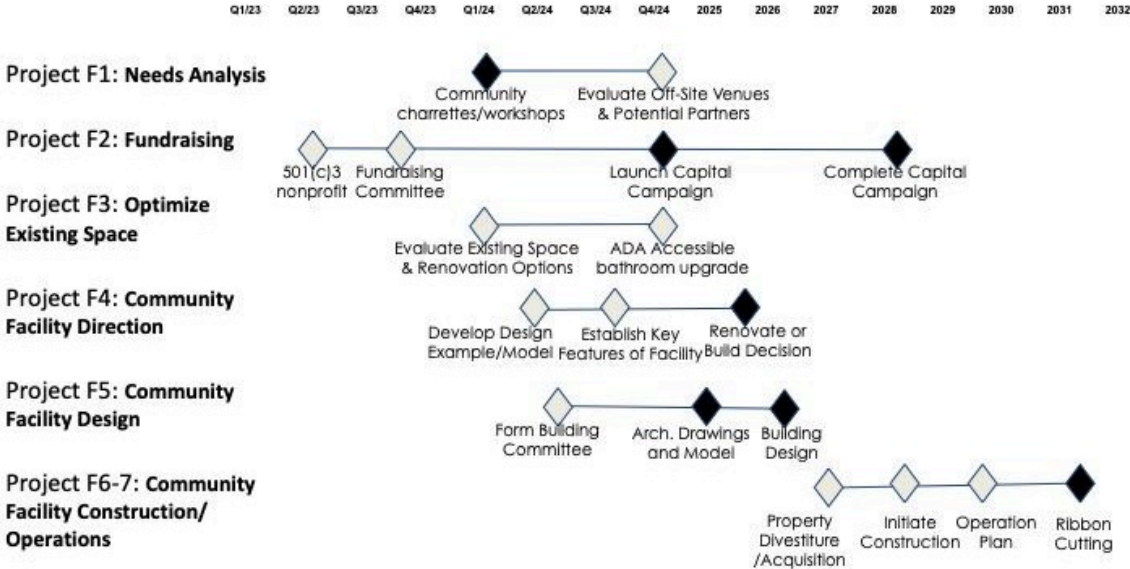 Q1/23 Q2/23 Q3/23 Q4/23 Q1/24 Q2/24 Q3/24 Q4/24 2025 2026 2027 2028 2029 2030 2031 2032
Project F1: Needs Analysis
Community
charrettes/workshops
Evaluate Off-Site Venues
& Potential Partners
Project F2: Fundraising
501(c)3
nonprofit
Fundraising
Committee
Launch Capital
Campaign
Complete Capital
Campaign
Project F3: Optimize
Existing Space
Evaluate Existing Space
& Renovation Options
ADA Accessible
bathroom upgrade
Project F4: Community
Facility Direction
Develop Design
Example/Model
Establish Key
Features of Facility
Renovate or
Build Decision
Project F5: Community
Facility Design
Form Building
Committee
Arch. Drawings
and Model
Building
Design
Project F6-7: Community
Facility Construction/
Operations
Property
Divestiture
/Acquisition
Initiate
Construction
Operation
Plan
Ribbon
Cutting